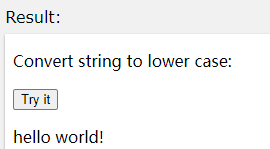 Result:
Convert string to lower case:
Try it
hello world!